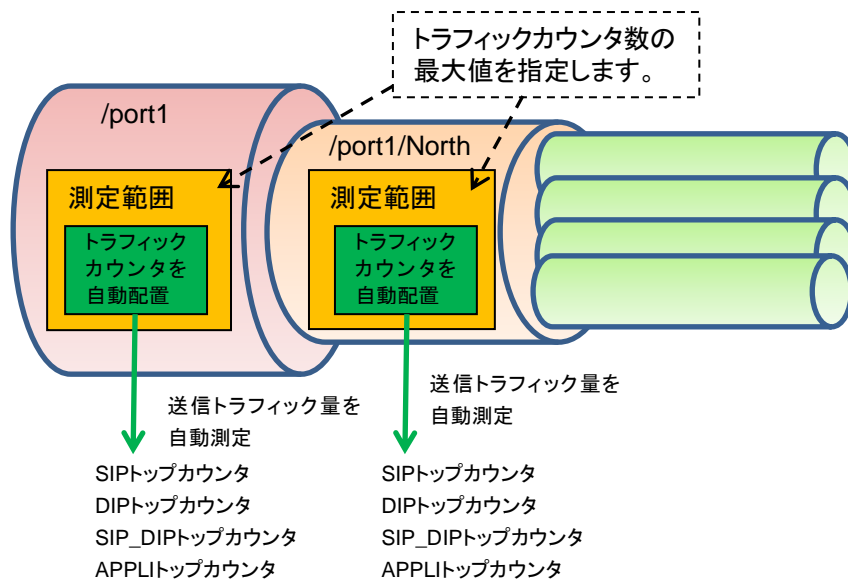 トラフィックカウンタ数の
最大値を指定します。
/port1
/port1/North
測定範囲
トラフィック
カウンタを
自動配置
測定範囲
トラフィック
カウンタを
自動配置
送信トラフィック量を
自動測定
送信トラフィック量を
自動測定
SIPトップカウンタ
DIPトップカウンタ
SIP_DIPトップカウンタ
APPLIトップカウンタ
SIPトップカウンタ
DIPトップカウンタ
SIP_DIPトップカウンタ
APPLIトップカウンタ